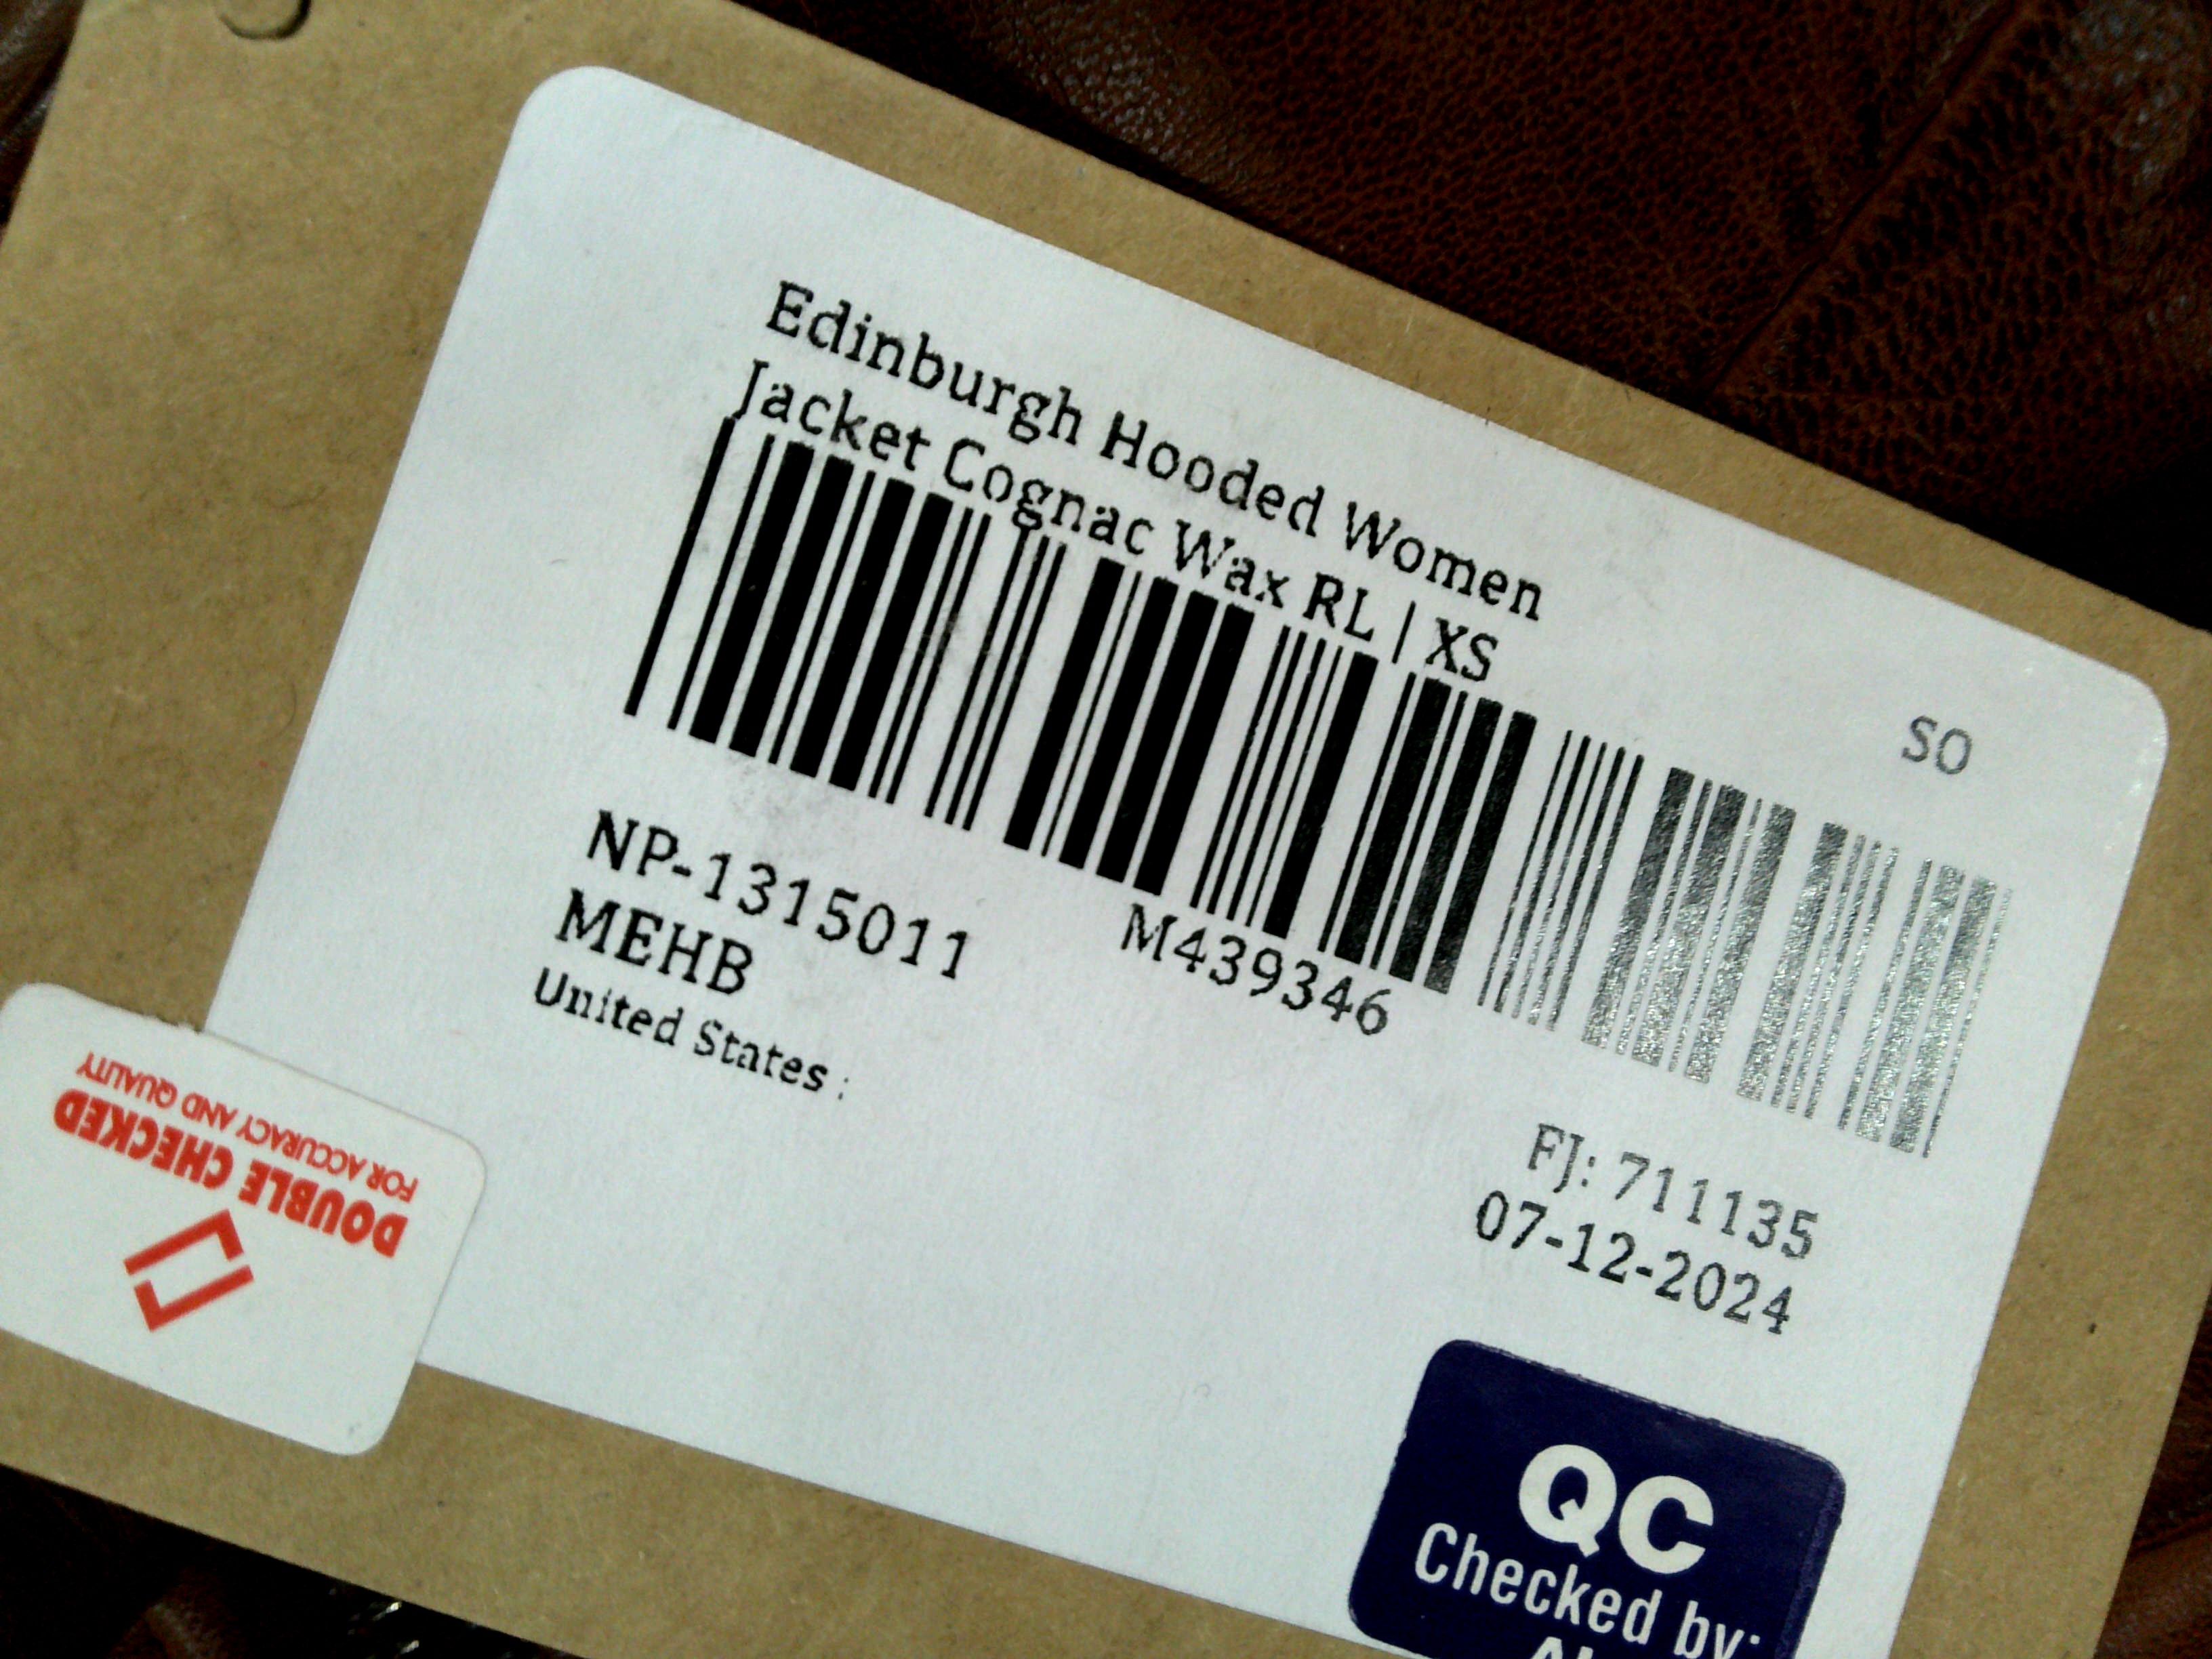 Edinburgh Hooded Women
Jacket Cognac Wax RL | XS
SO
M439346
NP-1315011
MEHB
United States :
FJ: 711135
07-12-2024
DOUBLE CHECKED
FOR ACCURACY AND QUALITY
QC
Checked by: